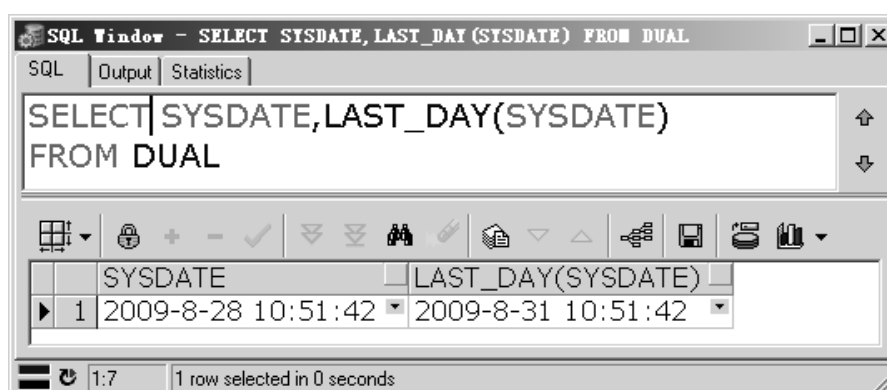 SQL Window - SELECT SYSDATE,LAST_DAY(SYSDATE) FROM DUAL
SQL Output Statistics
SELECT SYSDATE,LAST_DAY(SYSDATE)
FROM DUAL
SYSDATE LAST_DAY(SYSDATE)
1 2009-8-28 10:51:42 2009-8-31 10:51:42
1:7 1 row selected in 0 seconds